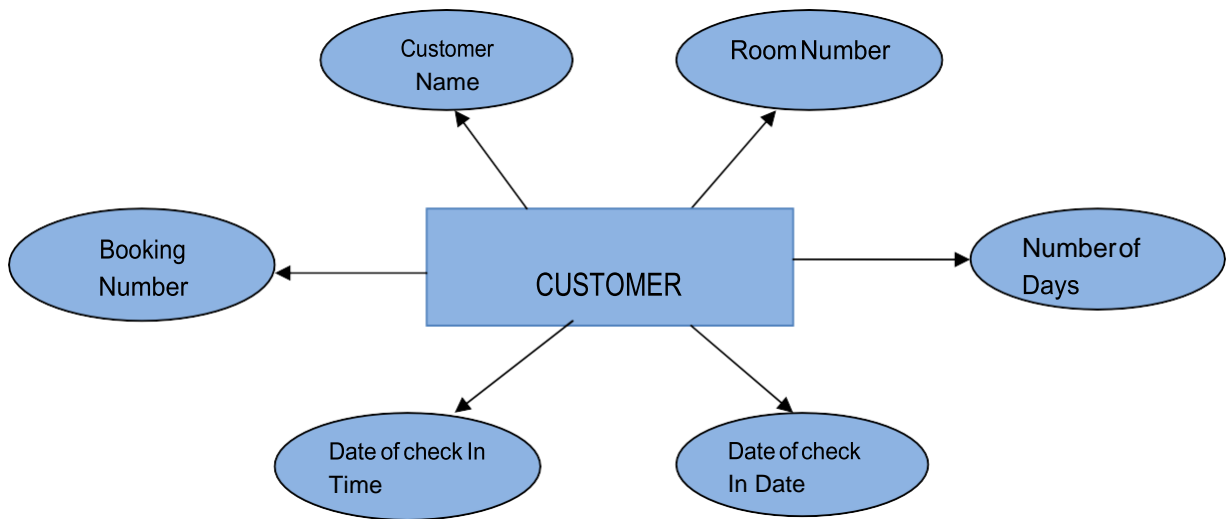 Customer
Name
Room Number
Booking
Number
CUSTOMER
Number of
Days
Date of check In
Time
Date of check
In Date